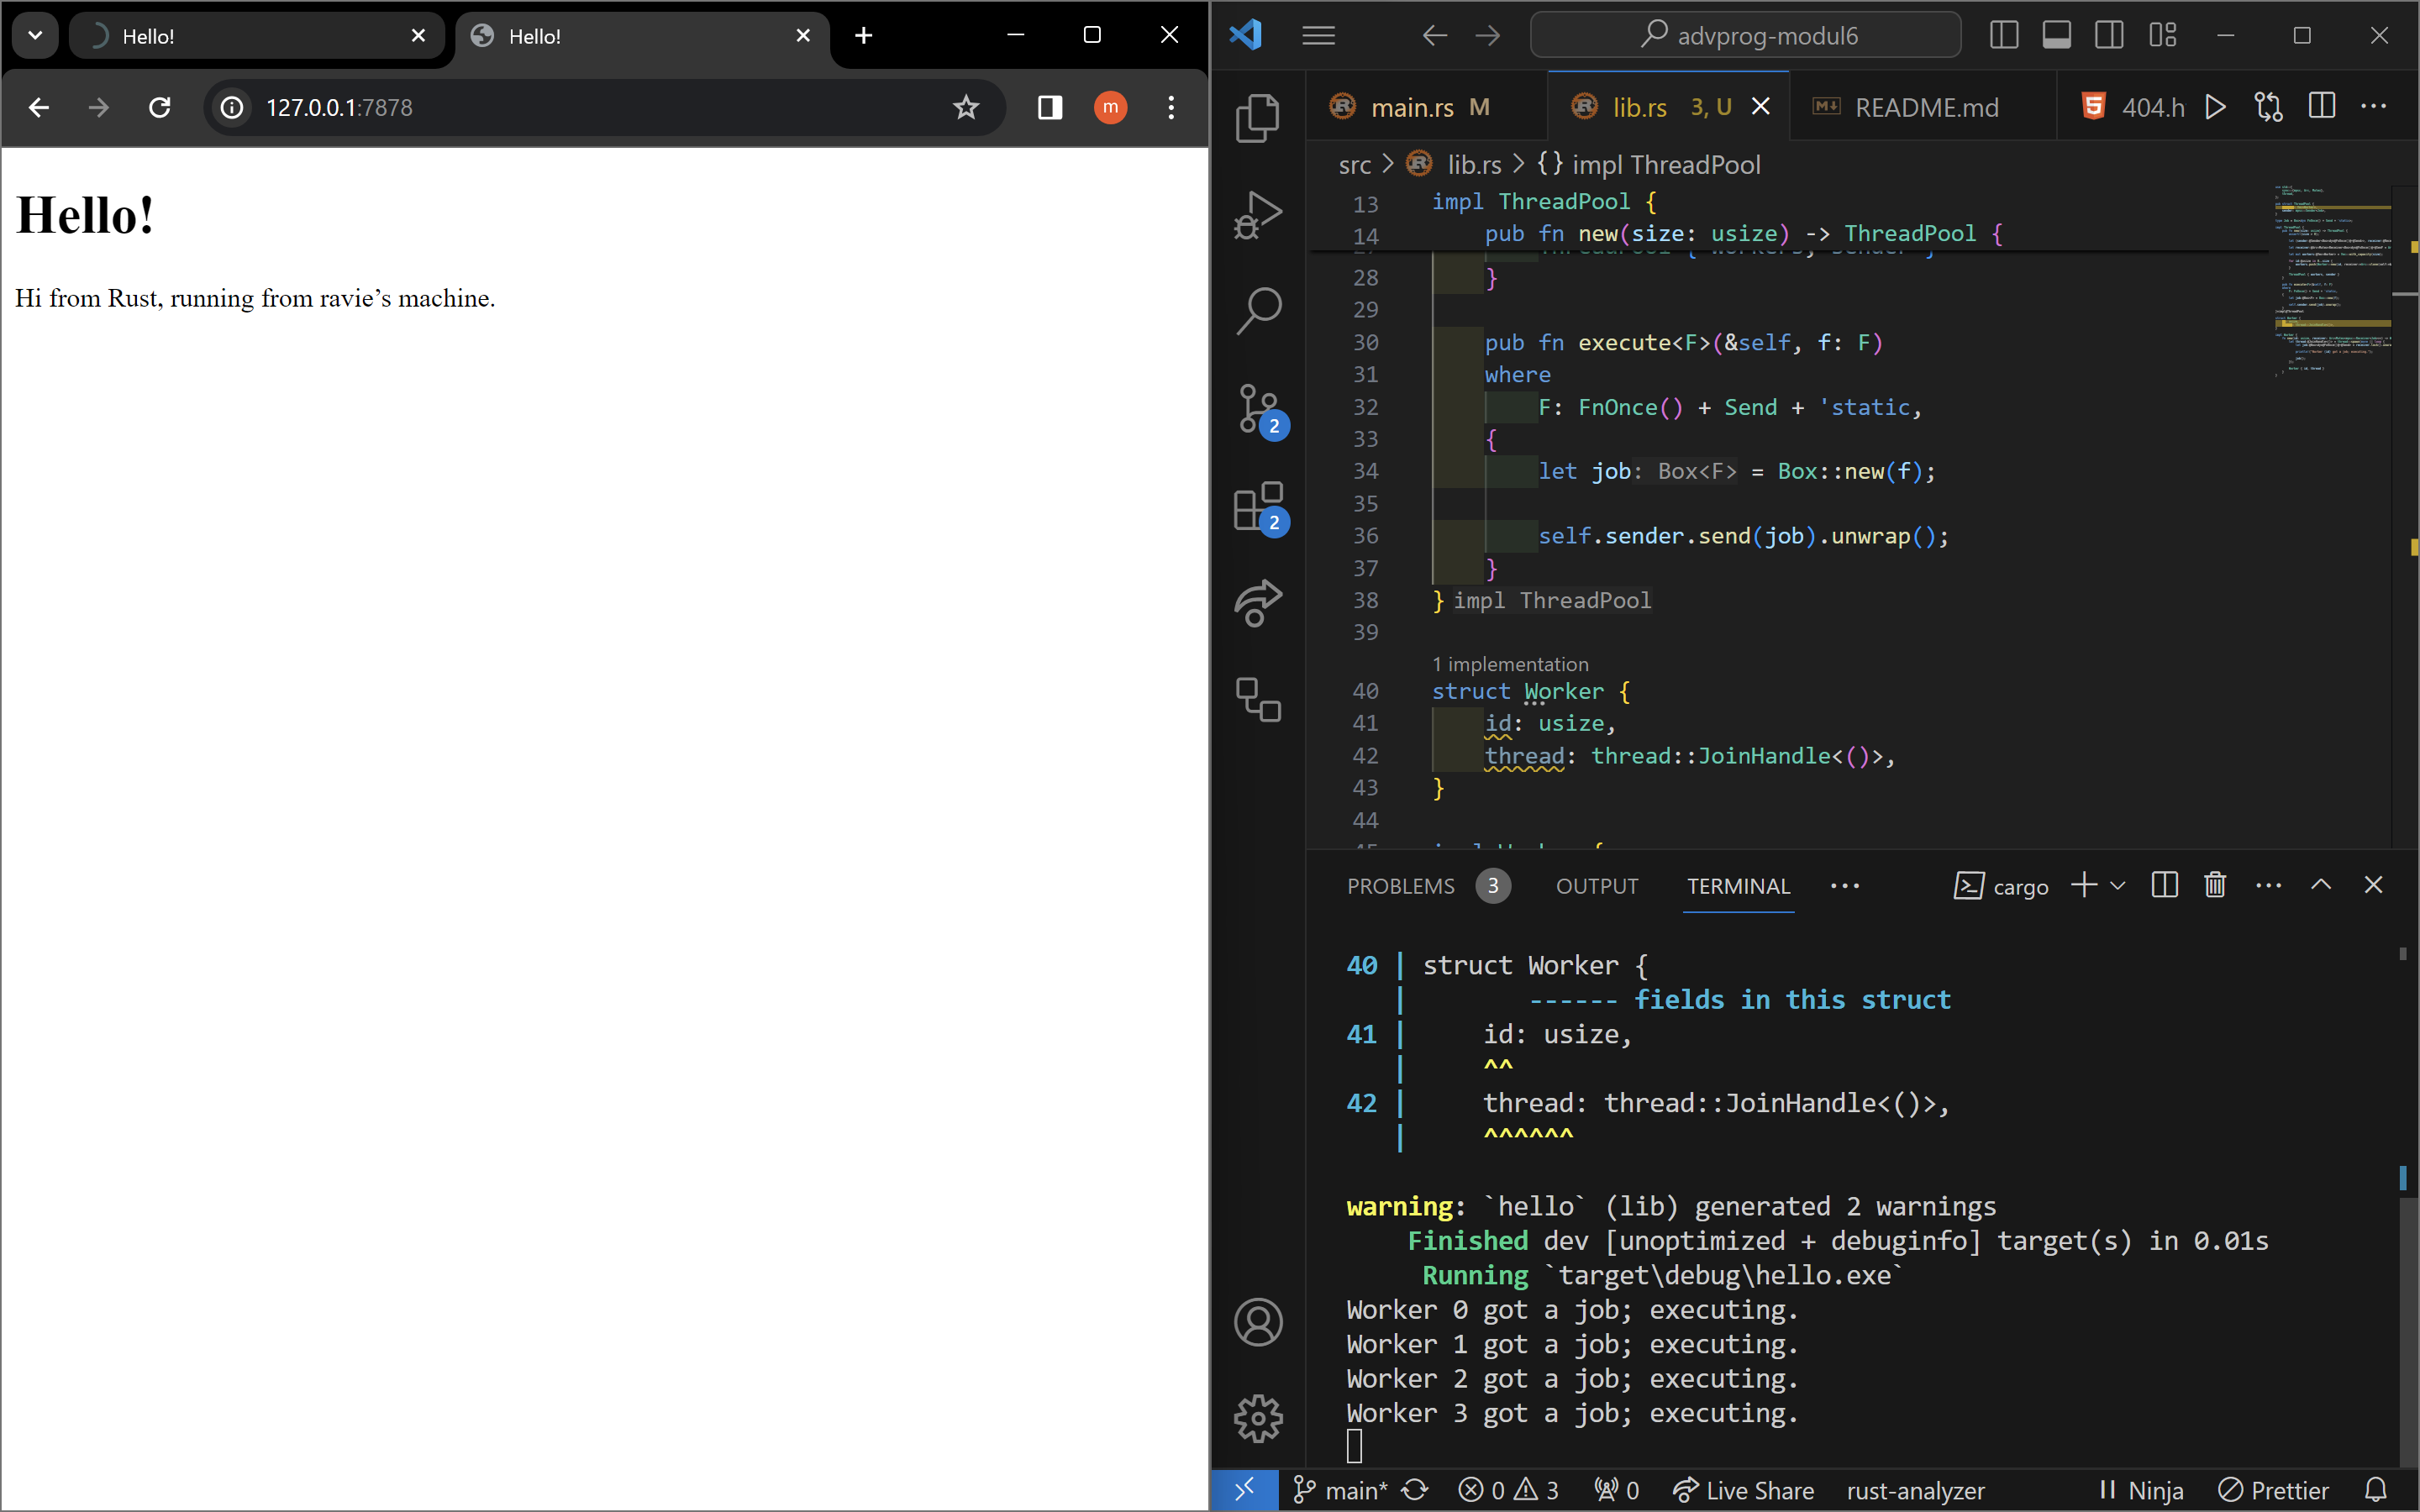 Hello!
Hello!
127.0.0.1:7878
m
Hello!
Hi from Rust, running from ravie’s machine.
advprog-modul6
main.rs M
lib.rs 3, U
README.md
404.h
src > lib.rs > {} impl ThreadPool
13 impl ThreadPool {
14 pub fn new(size: usize) -> ThreadPool {
28 }
29
30 pub fn execute<F>(&self, f: F)
31 where
32 F: FnOnce() + Send + 'static,
33 {
34 let job: Box<F> = Box::new(f);
35
36 self.sender.send(job).unwrap();
37 }
38 } impl ThreadPool
39
1 implementation
40 struct Worker {
41 id: usize,
42 thread: thread::JoinHandle<()>,
43 }
44
2
2
PROBLEMS 3 OUTPUT TERMINAL
cargo
40 | struct Worker {
| ------ fields in this struct
41 | id: usize,
| ^^
42 | thread: thread::JoinHandle<()>,
| ^^^^^^
warning: `hello` (lib) generated 2 warnings
Finished dev [unoptimized + debuginfo] target(s) in 0.01s
Running `target\debug\hello.exe`
Worker 0 got a job; executing.
Worker 1 got a job; executing.
Worker 2 got a job; executing.
Worker 3 got a job; executing.
main* 0 3 0 Live Share rust-analyzer Ninja Prettier